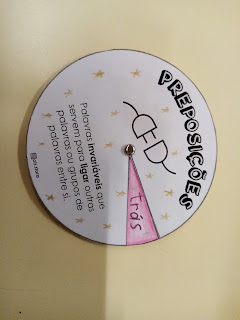 PREPOSIÇÕES
trás
Palavras invariáveis que
servem para ligar outras
palavras ou grupos de
palavras entre si.